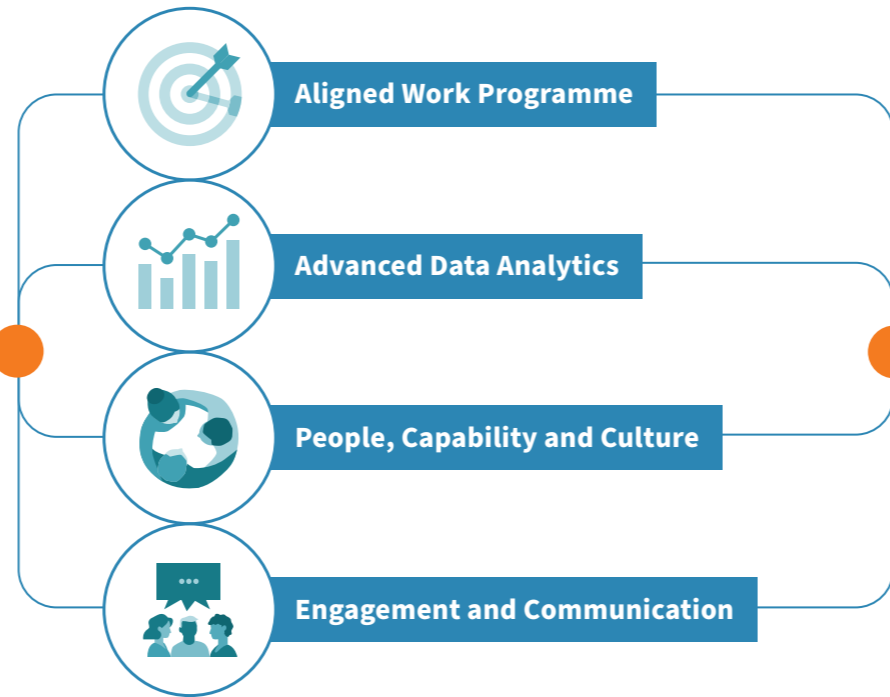 Aligned Work Programme
Advanced Data Analytics
People, Capability and Culture
Engagement and Communication